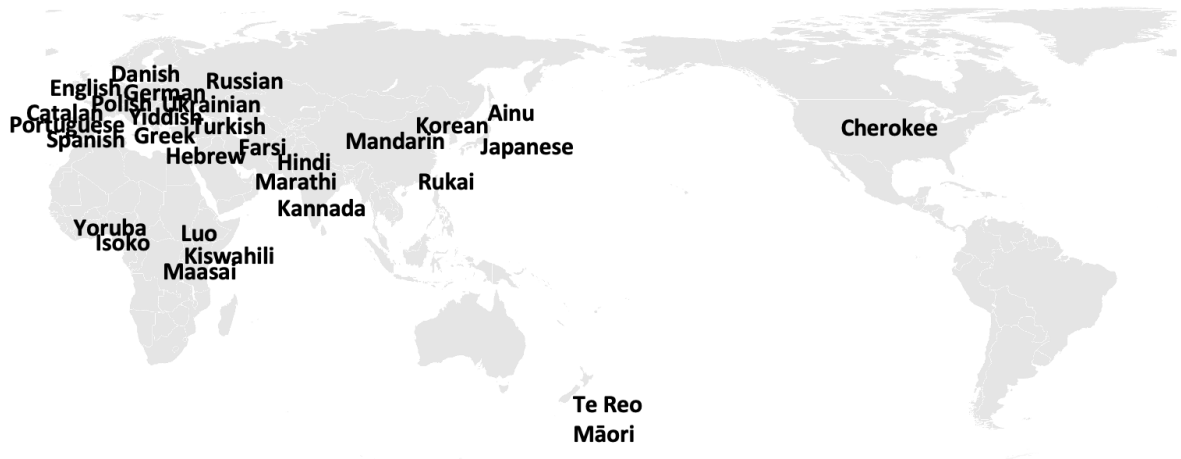 Danish
Russian
English
German
Polish
Ukrainian
Catalan
Yiddish
Ainu
Portuguese
Turkish
Korean
Cherokee
Spanish
Greek
Mandarin
Japanese
Hebrew
Farsi
Hindi
Marathi
Rukai
Kannada
Yoruba
Luo
Isoko
Kiswahili
Maasai
Te Reo
Māori